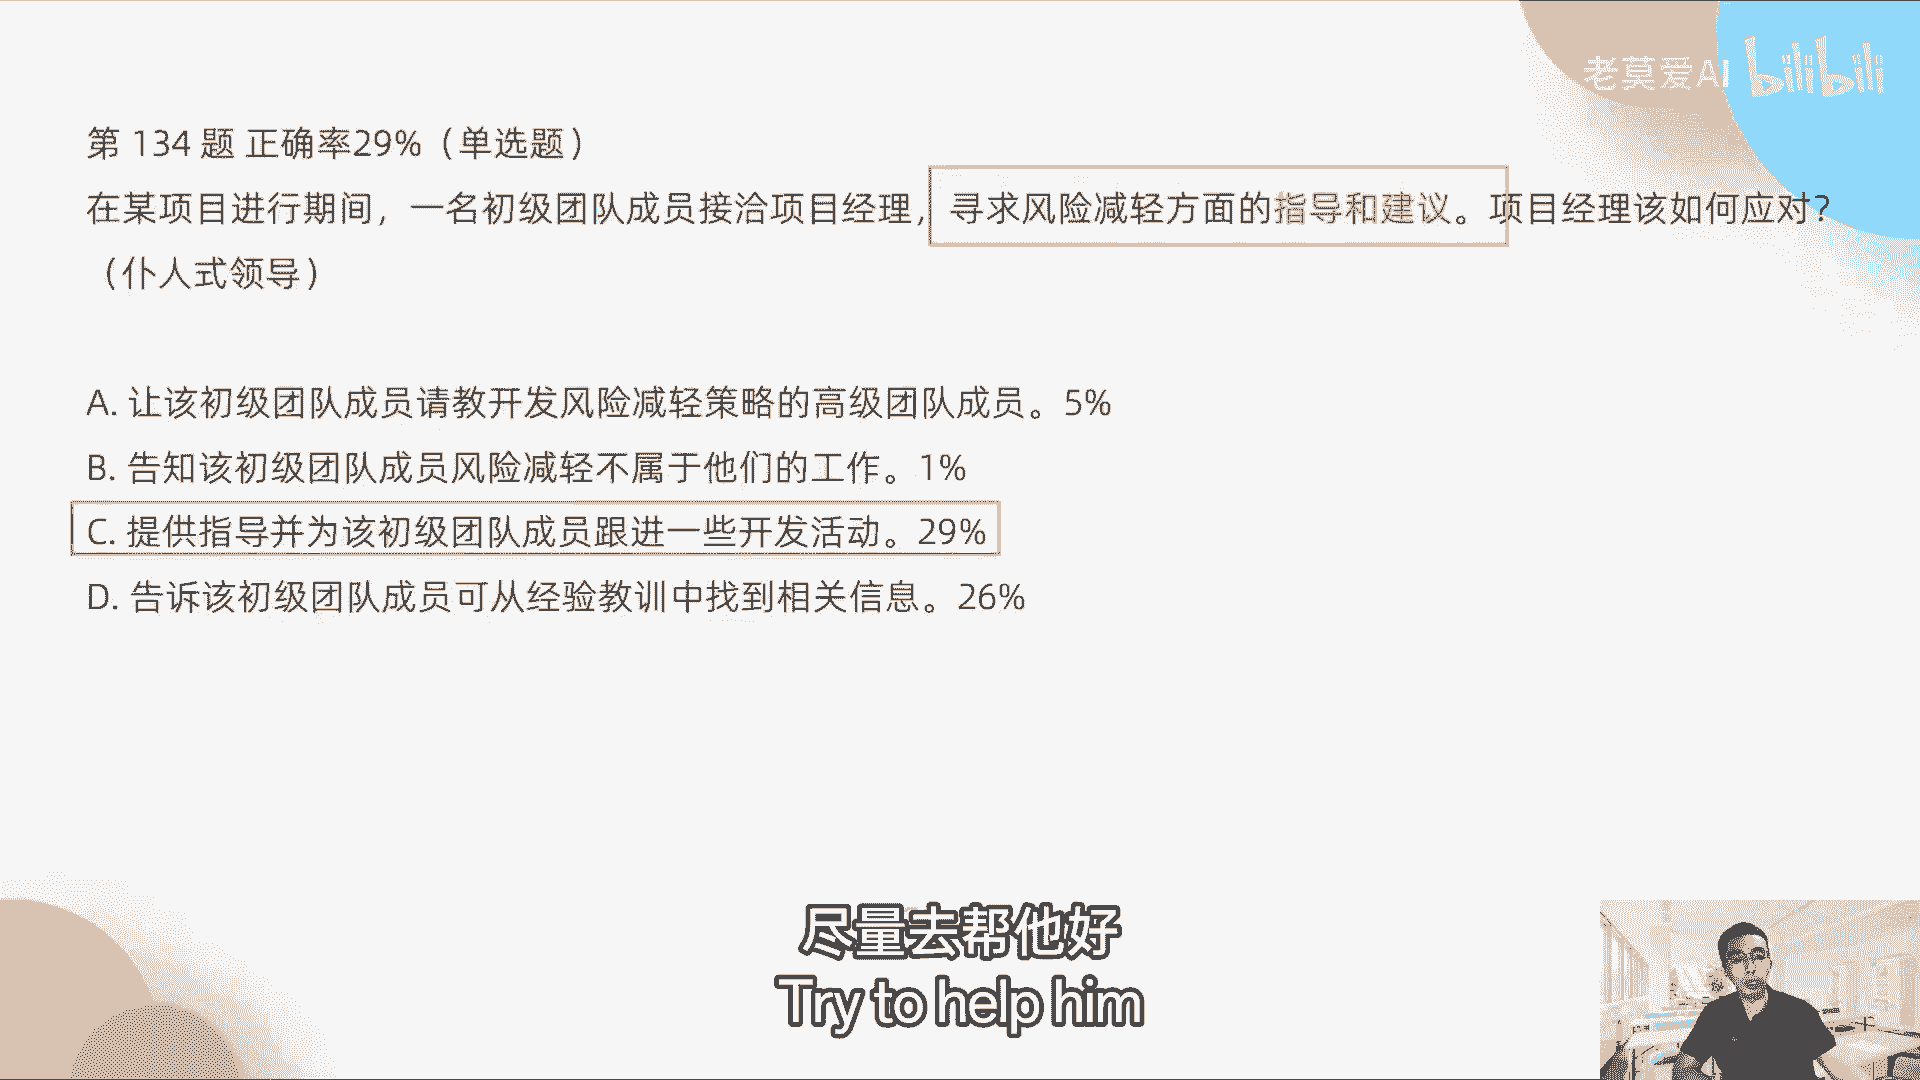 老莫爱AI bilibili
第 134 题 正确率29%（单选题）
在某项目进行期间，一名初级团队成员接洽项目经理，寻求风险减轻方面的指导和建议。项目经理该如何应对？
（仆人式领导）
A. 让该初级团队成员请教开发风险减轻策略的高级团队成员。5%
B. 告知该初级团队成员风险减轻不属于他们的工作。1%
C. 提供指导并为该初级团队成员跟进一些开发活动。29%
D. 告诉该初级团队成员可从经验教训中找到相关信息。26%
尽量去帮他好
Try to help him